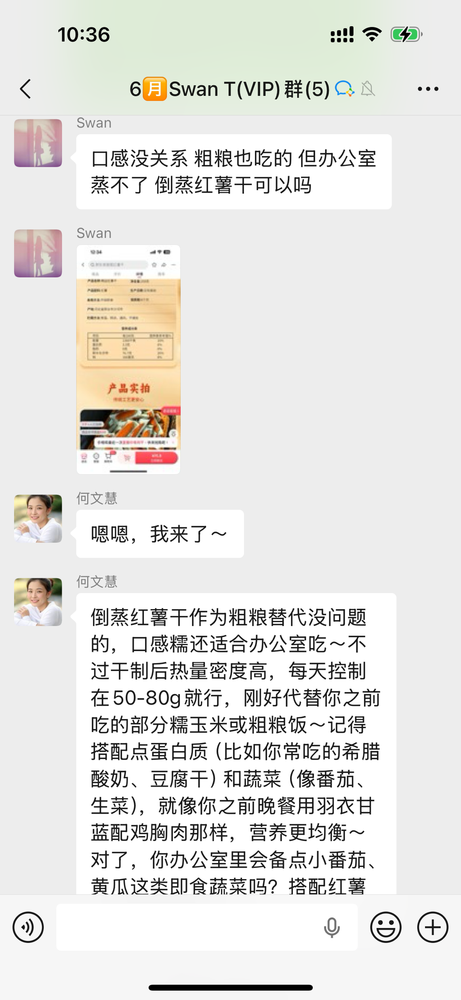 10:36
6月Swan T(VIP)群(5)
Swan
口感没关系 粗粮也吃的 但办公室
蒸不了 倒蒸红薯干可以吗
Swan
12:34
产品实拍
传统工艺更安心
何文慧
嗯嗯，我来了～
何文慧
倒蒸红薯干作为粗粮替代没问题
的，口感糯还适合办公室吃～不
过干制后热量密度高，每天控制
在50-80g就行，刚好代替你之前
吃的部分糯玉米或粗粮饭～记得
搭配点蛋白质（比如你常吃的希腊
酸奶、豆腐干）和蔬菜（像番茄、
生菜），就像你之前晚餐用羽衣甘
蓝配鸡胸肉那样，营养更均衡～
对了，你办公室里会备点小番茄、
黄瓜这类即食蔬菜吗？搭配红薯